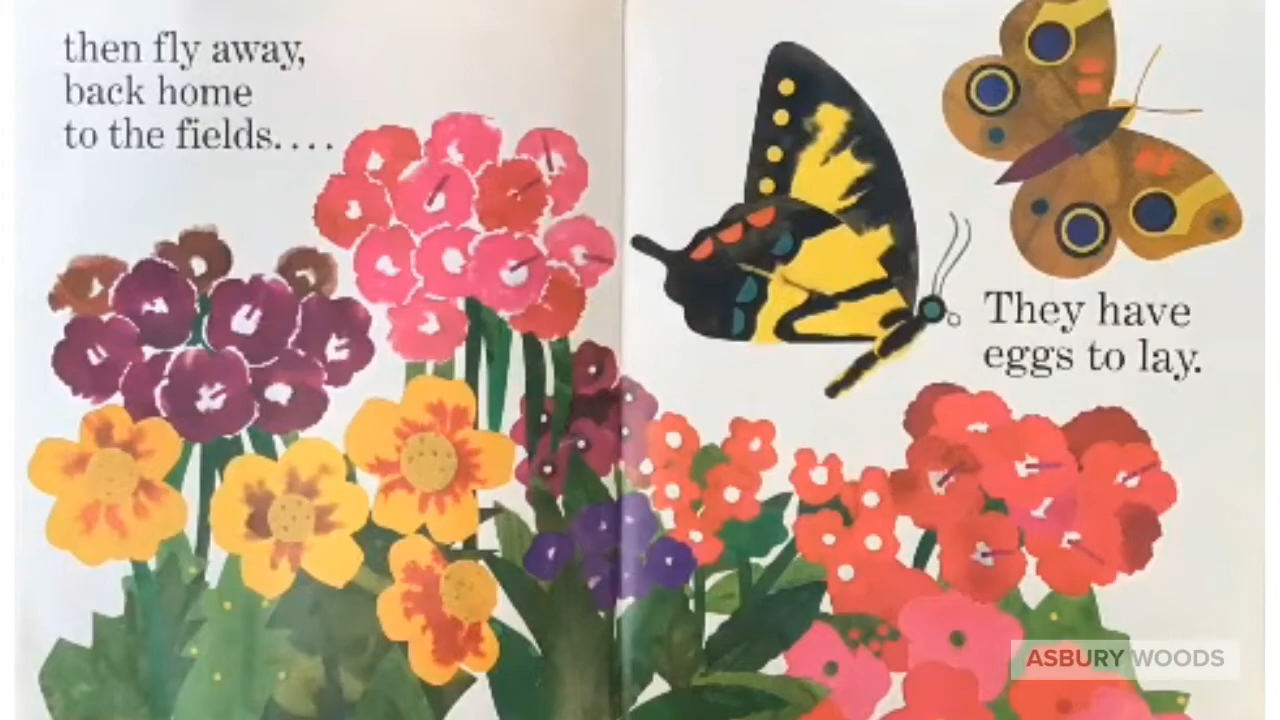 then fly away,
back home
to the fields....
They have
eggs to lay.
ASBURY WOODS